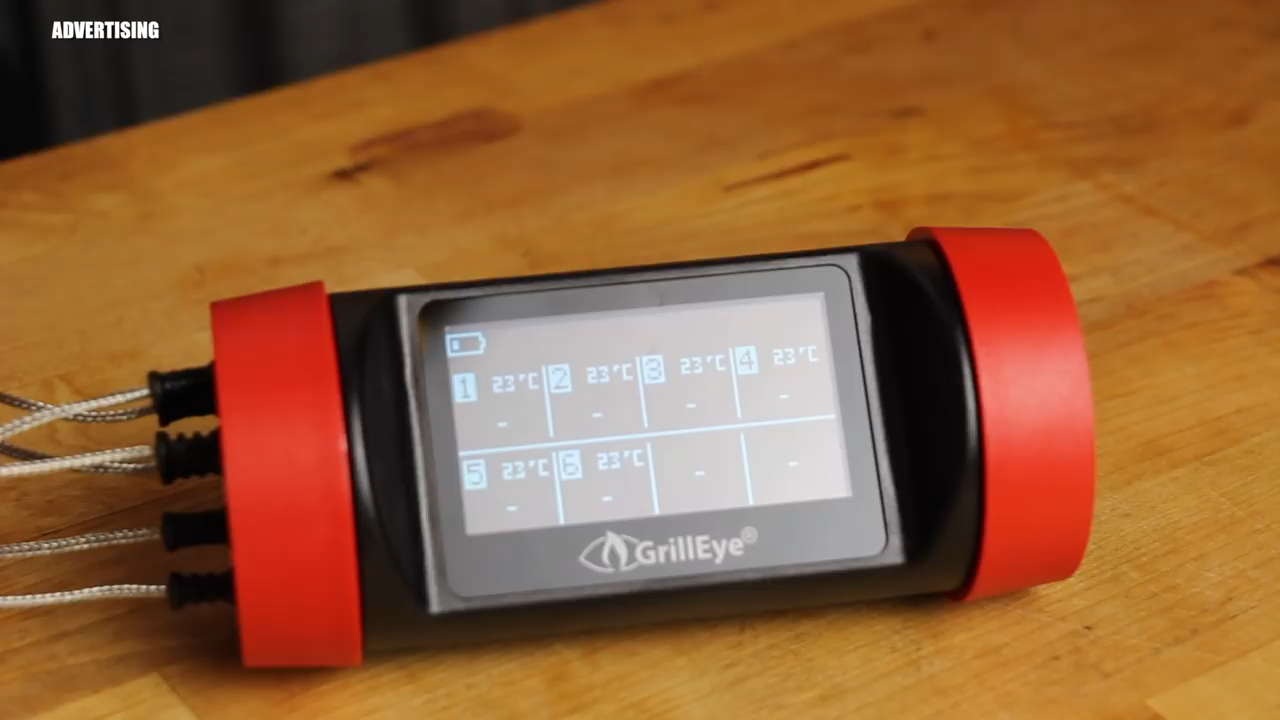 ADVERTISING
1 23°C 2 23°C 3 23°C 4 23°C
- - - -
5 23°C 6 23°C - -
- -
GrillEye®